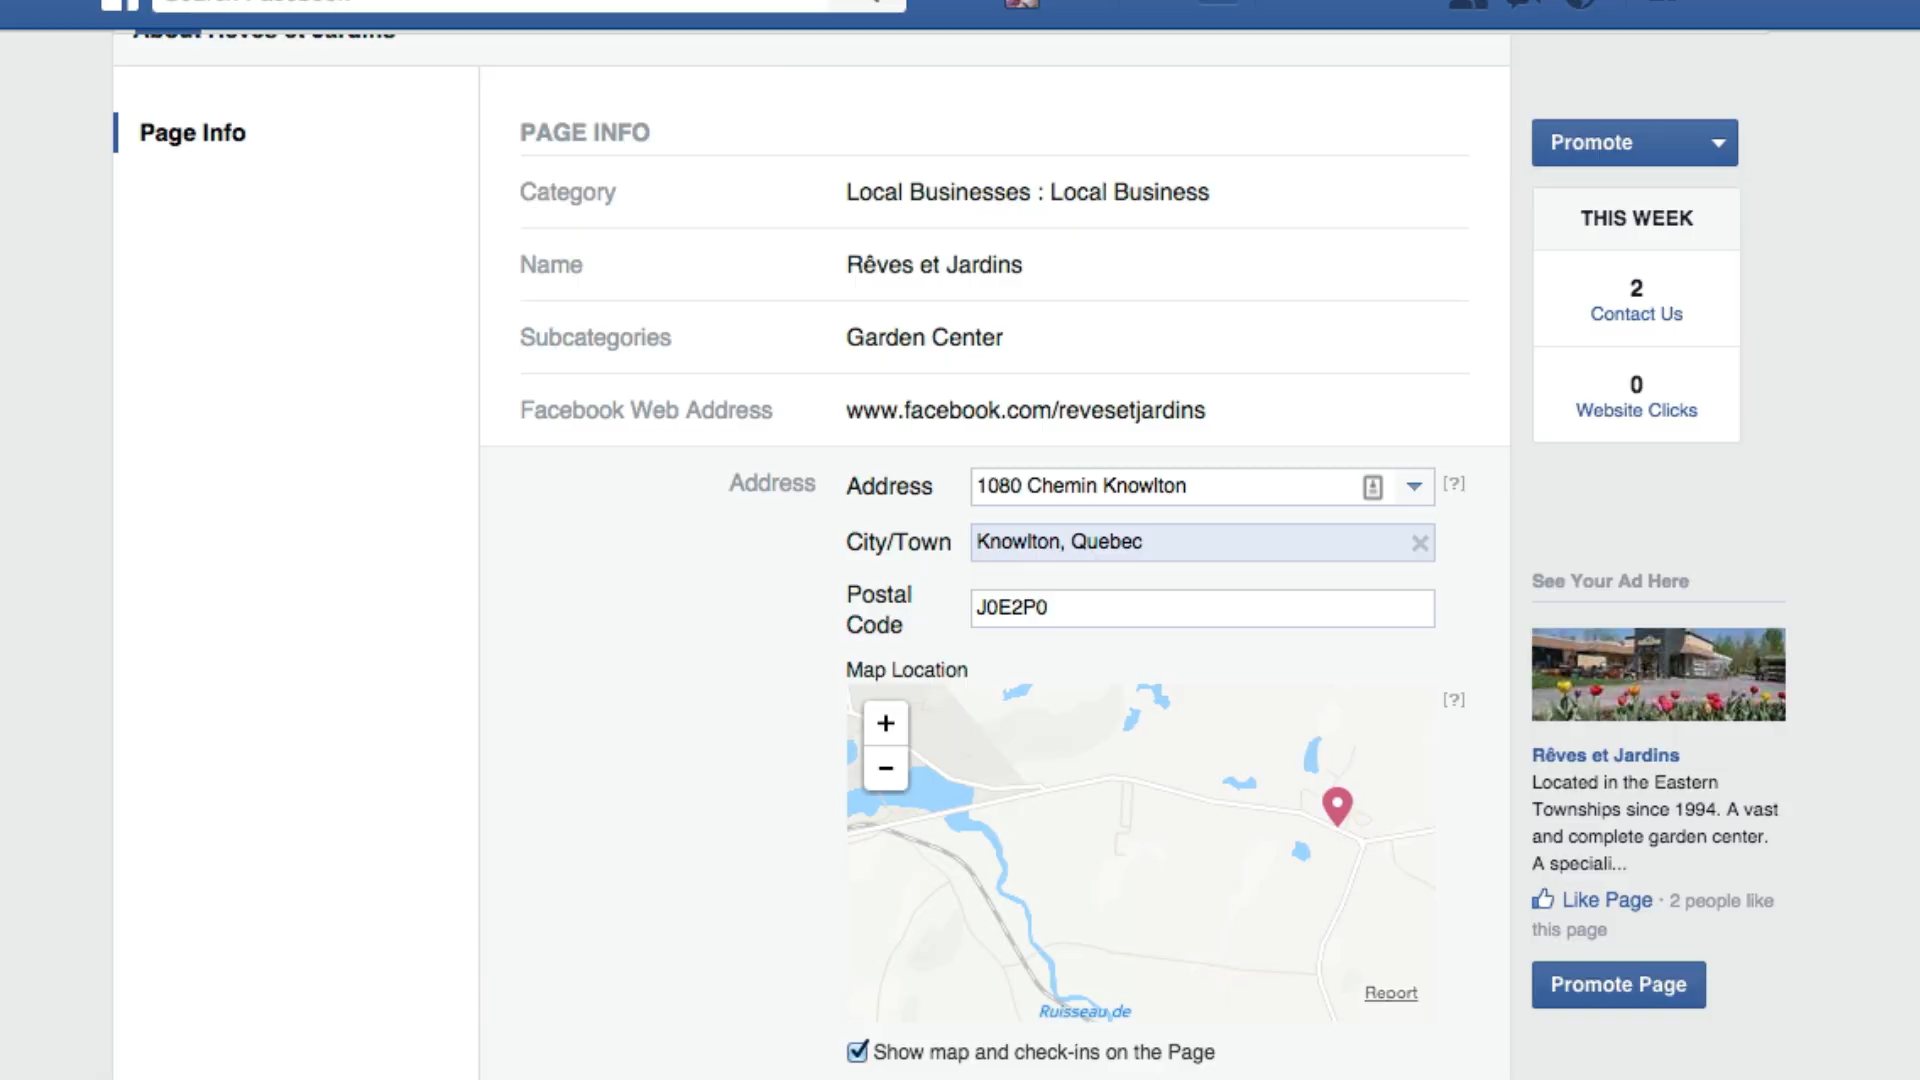 About Rêves et Jardins
Page Info
PAGE INFO
Category
Local Businesses : Local Business
Name
Rêves et Jardins
Subcategories
Garden Center
Facebook Web Address
www.facebook.com/revesetjardins
Address
Address
1080 Chemin Knowlton
[?]
City/Town
Knowlton, Quebec
Postal
Code
J0E2P0
Map Location
[?]
+
−
Ruisseau de
Report
Show map and check-ins on the Page
Promote
THIS WEEK
2
Contact Us
0
Website Clicks
See Your Ad Here
Rêves et Jardins
Located in the Eastern
Townships since 1994. A vast
and complete garden center.
A speciali...
Like Page · 2 people like
this page
Promote Page